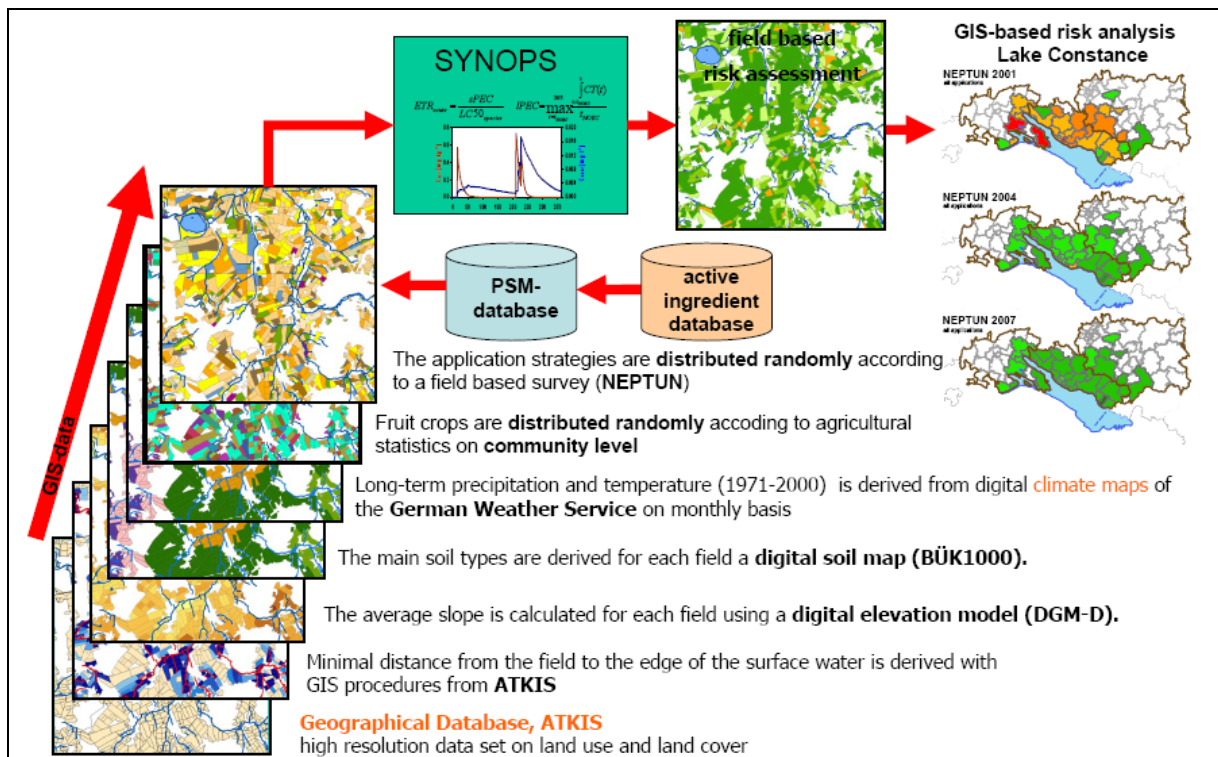 SYNOPS
field based
risk assessment
GIS-based risk analysis
Lake Constance
NEPTUN 2001
all applications
NEPTUN 2004
all applications
NEPTUN 2007
all applications
PSM-
database
active
ingredient
database
GIS-data
The application strategies are distributed randomly according
to a field based survey (NEPTUN)
Fruit crops are distributed randomly accoding to agricultural
statistics on community level
Long-term precipitation and temperature (1971-2000) is derived from digital climate maps of
the German Weather Service on monthly basis
The main soil types are derived for each field a digital soil map (BÜK1000).
The average slope is calculated for each field using a digital elevation model (DGM-D).
Minimal distance from the field to the edge of the surface water is derived with
GIS procedures from ATKIS
Geographical Database, ATKIS
high resolution data set on land use and land cover